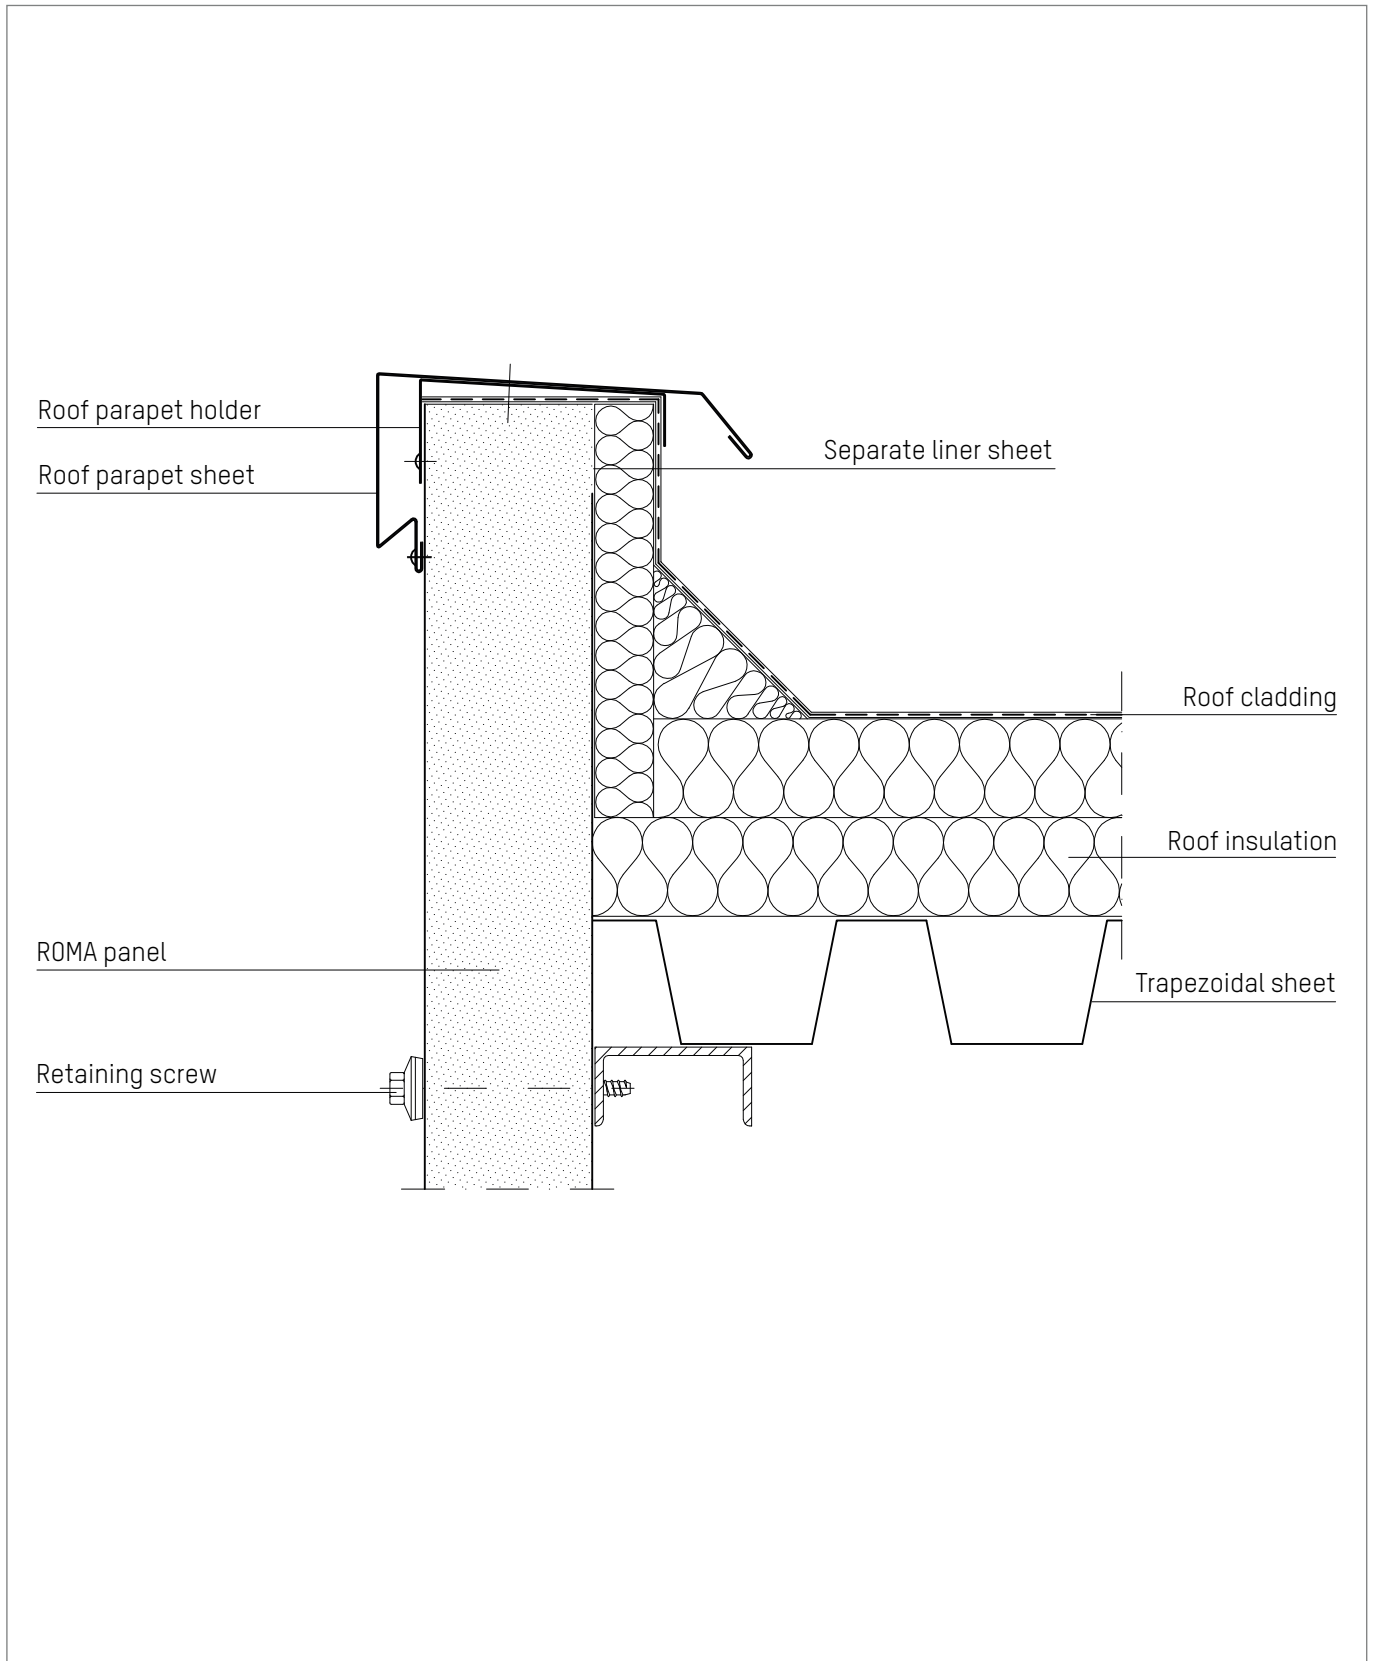 Roof parapet holder
Separate liner sheet
Roof parapet sheet
Roof cladding
Roof insulation
ROMA panel
Trapezoidal sheet
Retaining screw